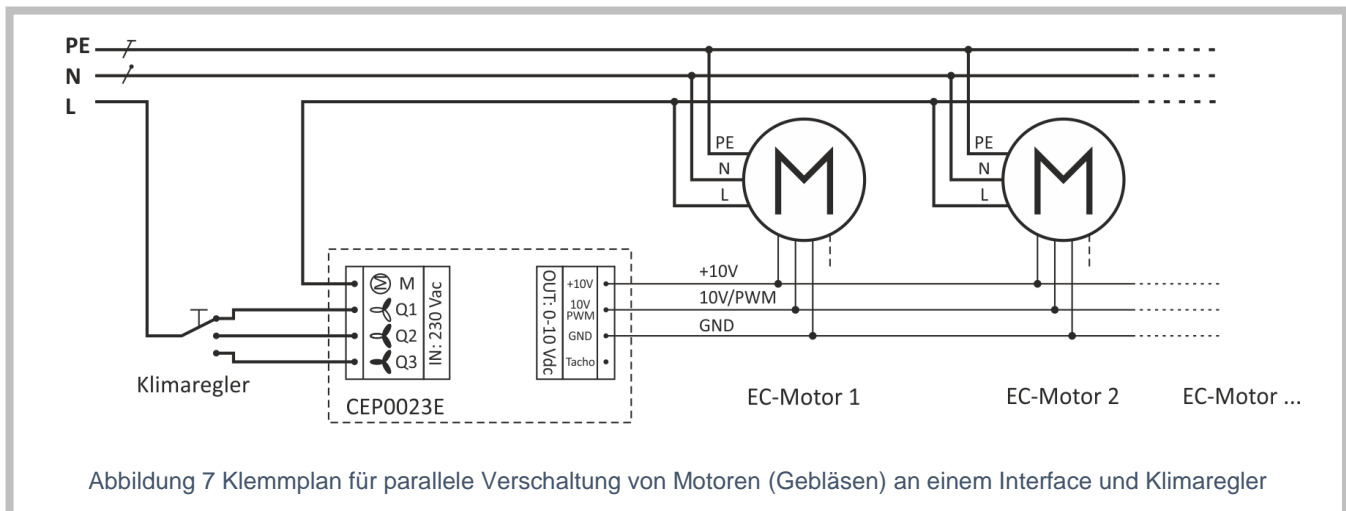 PE
N
L
Klimaregler
M M
Q1
Q2
Q3
IN: 230 Vac
CEP0023E
OUT: 0-10 Vdc
+10V
10V
PWM
GND
Tacho
+10V
10V/PWM
GND
PE
N
L
M
EC-Motor 1
PE
N
L
M
EC-Motor 2
EC-Motor ...
Abbildung 7 Klemmplan für parallele Verschaltung von Motoren (Gebläsen) an einem Interface und Klimaregler